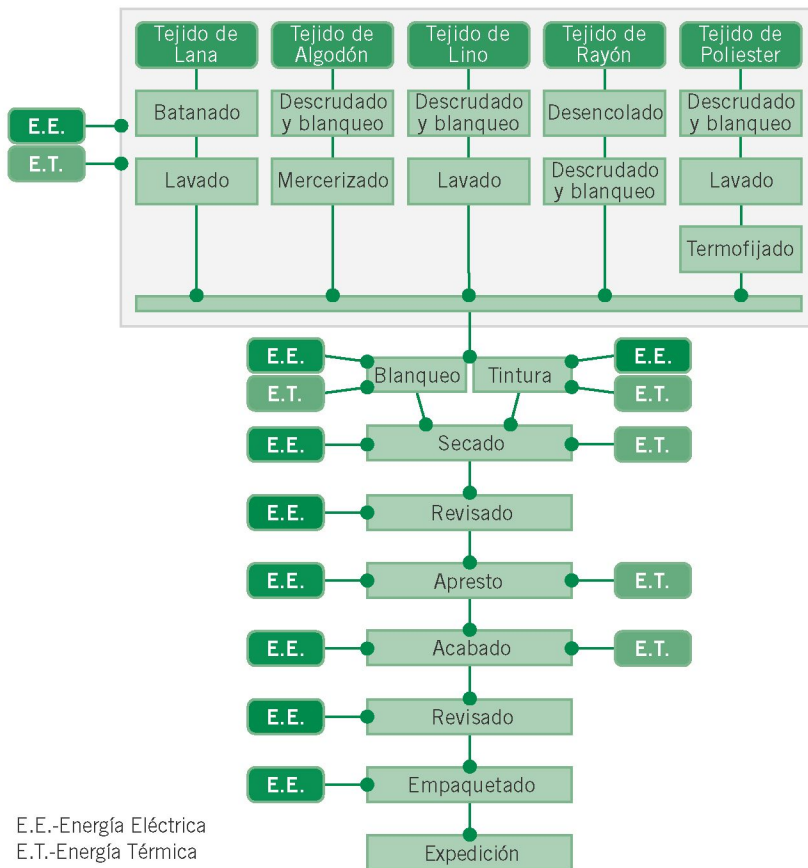 Tejido de
Lana
Tejido de
Algodón
Tejido de
Lino
Tejido de
Rayón
Tejido de
Poliester
E.E.
E.T.
Batanado
Descrudado
y blanqueo
Descrudado
y blanqueo
Desencolado
Descrudado
y blanqueo
Lavado
Mercerizado
Lavado
Descrudado
y blanqueo
Lavado
Termofijado
E.E.
E.T.
Blanqueo
Tintura
E.E.
E.T.
E.E.
Secado
E.T.
E.E.
Revisado
E.E.
Apresto
E.T.
E.E.
Acabado
E.T.
E.E.
Revisado
E.E.
Empaquetado
Expedición
E.E.-Energía Eléctrica
E.T.-Energía Térmica